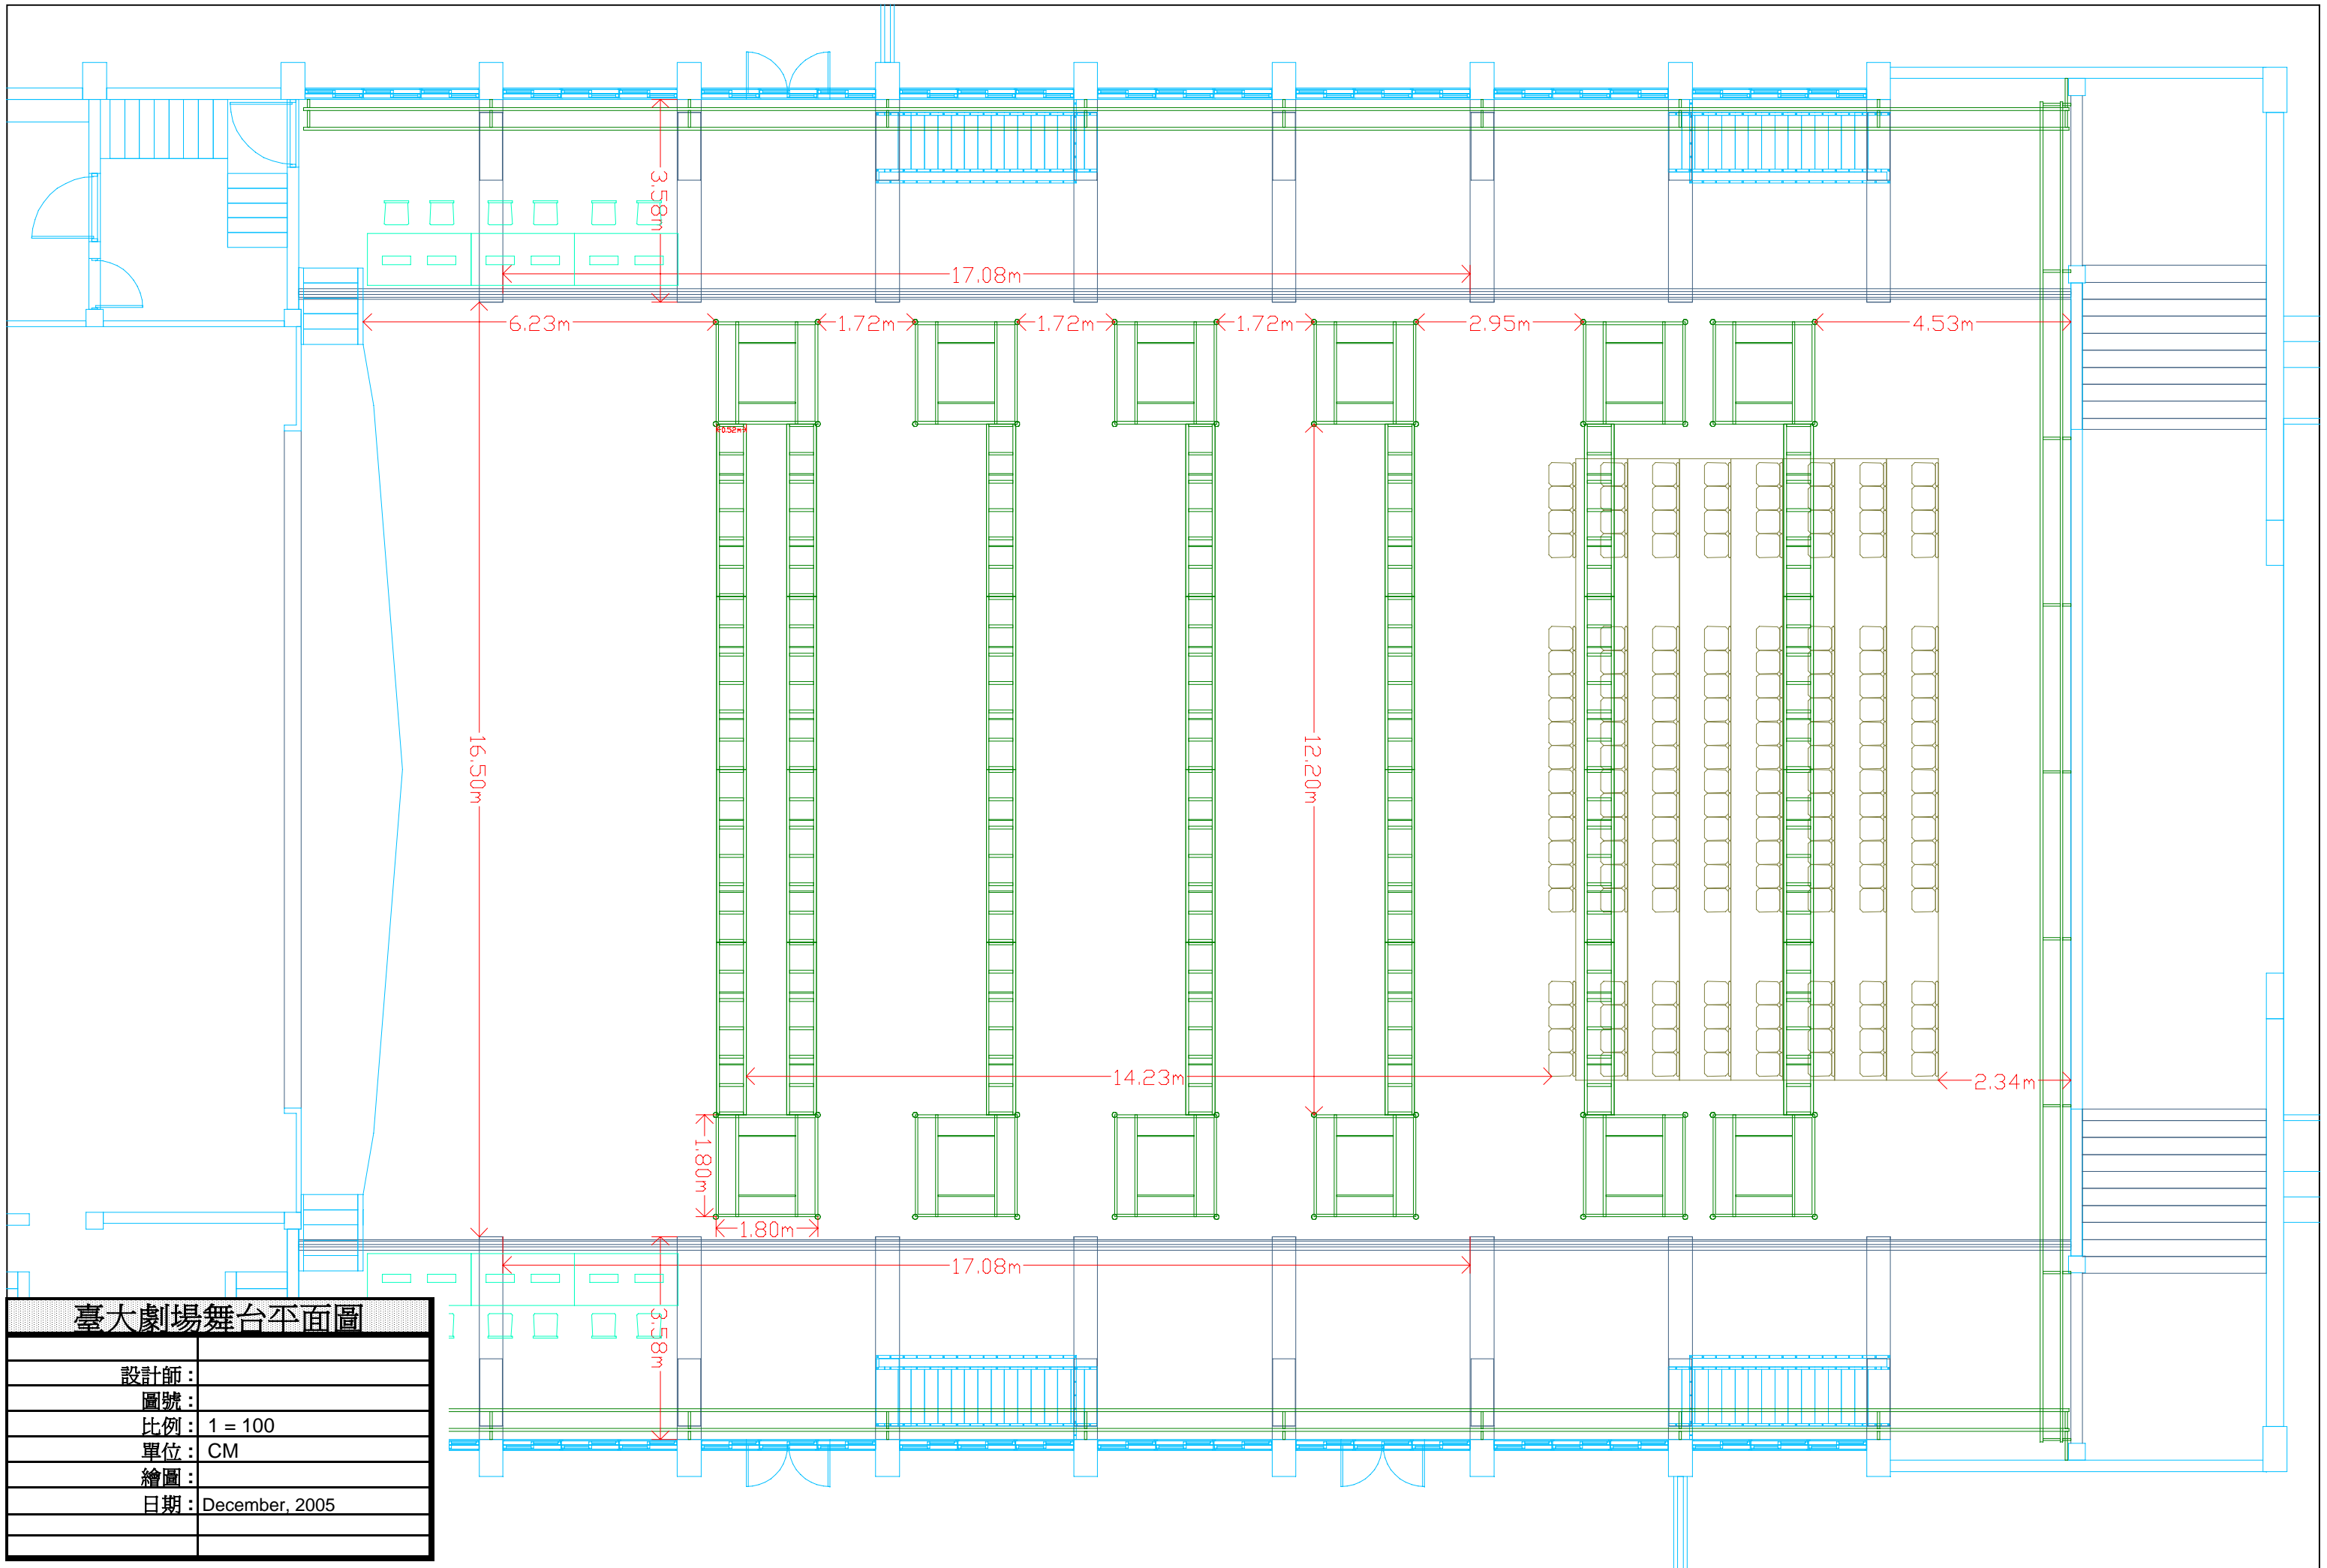 3.58m
17.08m
6.23m
1.72m
1.72m
1.72m
2.95m
4.53m
0.52m
16.50m
12.20m
14.23m
2.34m
1.80m
1.80m
17.08m
3.58m
臺大劇場舞台平面圖
設計師：
圖號：
比例： 1 = 100
單位： CM
繪圖：
日期： December, 2005